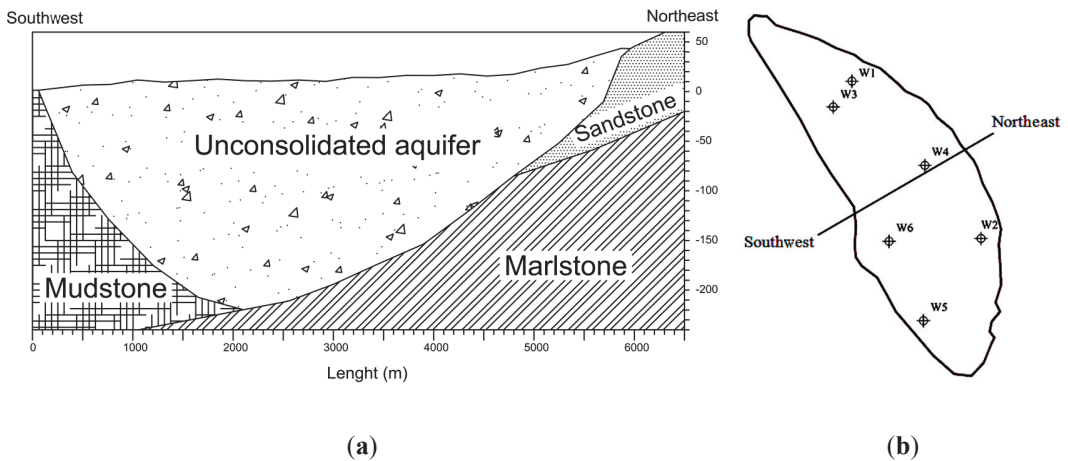 Southwest
Northeast
50
0
-50
-100
-150
-200
Unconsolidated aquifer
Sandstone
Mudstone
Marlstone
0
1000
2000
3000
4000
5000
6000
Lenght (m)
(a)
W1
W3
Northeast
W4
W6
W2
Southwest
W5
(b)